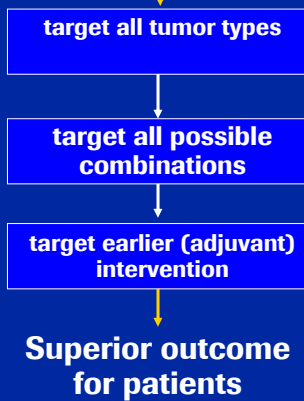 target all tumor types
target all possible
combinations
target earlier (adjuvant)
intervention
Superior outcome
for patients